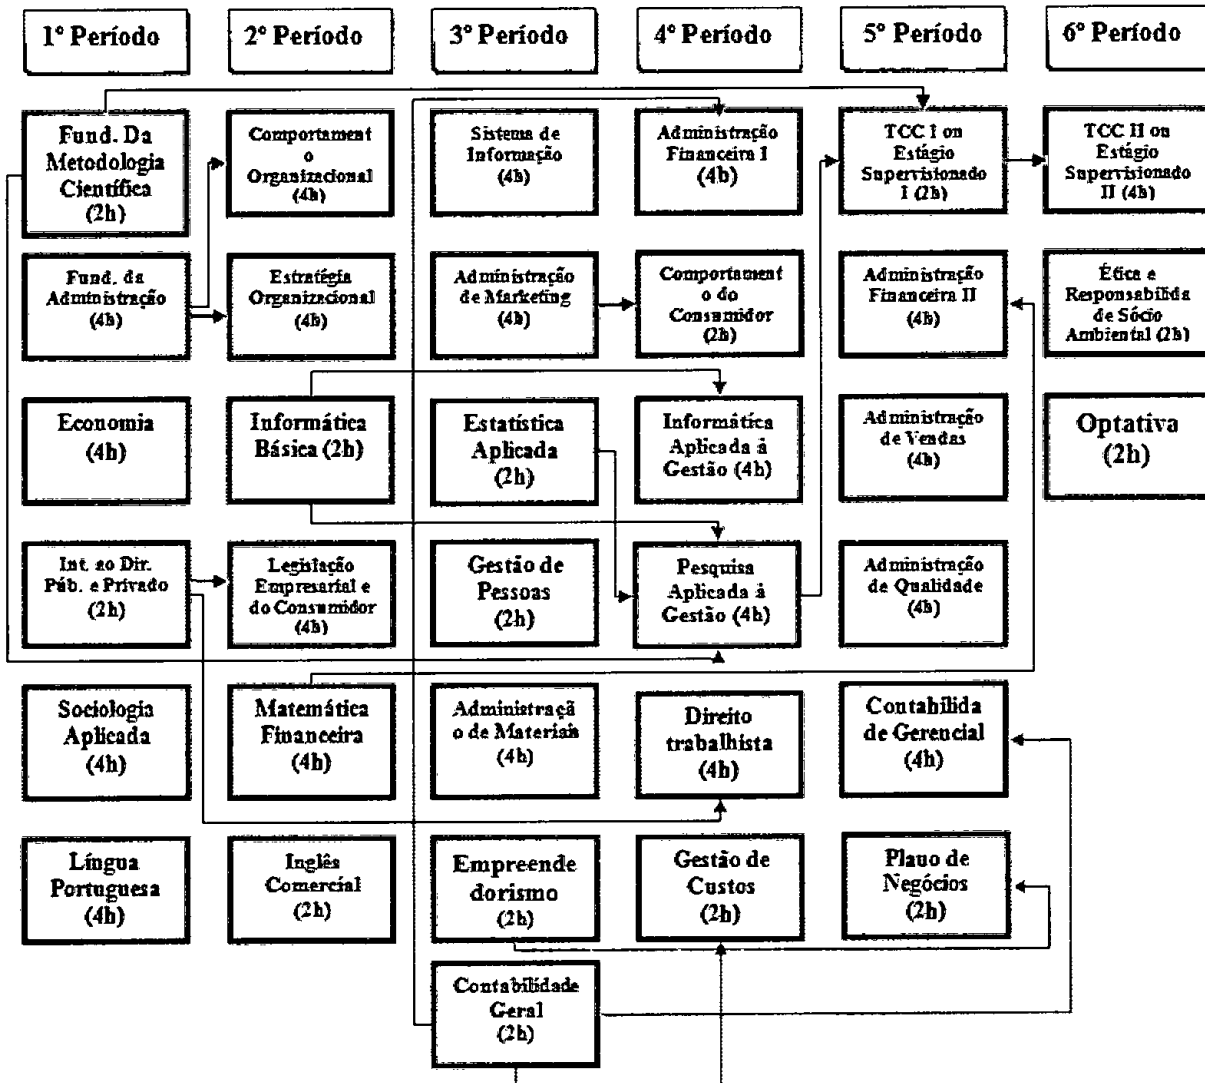 1º Período
2º Período
3º Período
4º Período
5º Período
6º Período
Fund. Da
Metodologia
Científica
(2h)
Comportament
o
Organizacional
(4h)
Sistema de
Informação
(4h)
Administração
Financeira I
(4h)
TCC I ou
Estágio
Supervisionado
I (2h)
TCC II ou
Estágio
Supervisionado
II (4h)
Fund. da
Administração
(4h)
Estratégia
Organizacional
(4h)
Administração
de Marketing
(4h)
Comportament
o do
Consumidor
(2h)
Administração
Financeira II
(4h)
Ética e
Responsabilida
de Sócio
Ambiental (2h)
Economia
(4h)
Informática
Básica (2h)
Estatística
Aplicada
(2h)
Informática
Aplicada à
Gestão (4h)
Administração
de Vendas
(4h)
Optativa
(2h)
Int. ao Dir.
Púb. e Privado
(2h)
Legislação
Empresarial e
do Consumidor
(4h)
Gestão de
Pessoas
(2h)
Pesquisa
Aplicada à
Gestão (4h)
Administração
de Qualidade
(4h)
Sociologia
Aplicada
(4h)
Matemática
Financeira
(4h)
Administraçã
o de Materiais
(4h)
Direito
trabalhista
(4h)
Contabilida
de Gerencial
(4h)
Língua
Portuguesa
(4h)
Inglês
Comercial
(2h)
Empreende
dorismo
(2h)
Gestão de
Custos
(2h)
Plano de
Negócios
(2h)
Contabilidade
Geral
(2h)